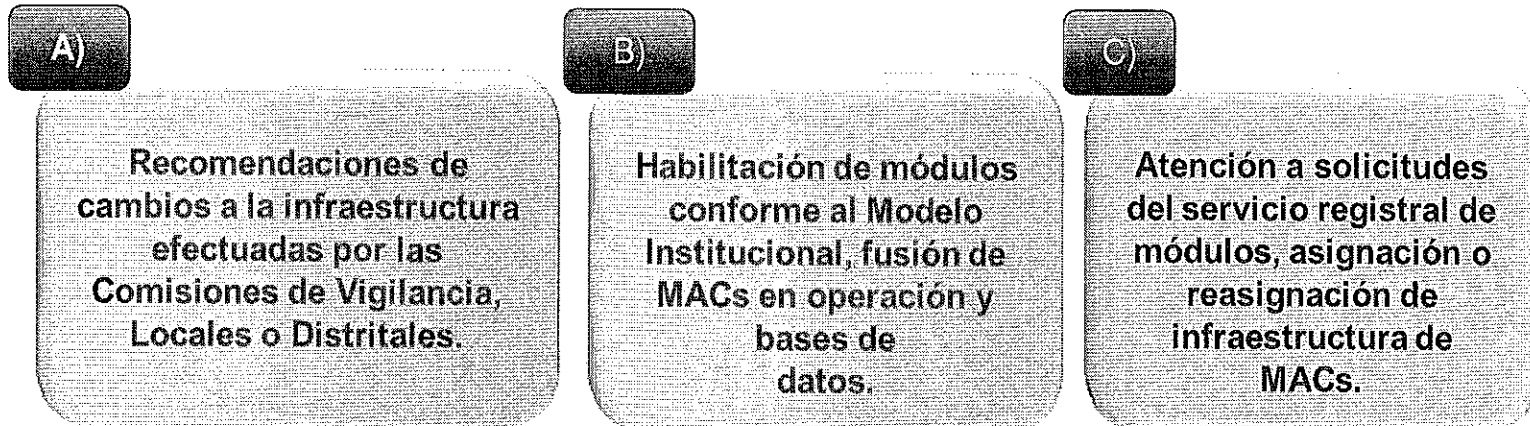 A)
Recomendaciones de
cambios a la infraestructura
efectuadas por las
Comisiones de Vigilancia,
Locales o Distritales.
B)
Habilitación de módulos
conforme al Modelo
Institucional, fusión de
MACs en operación y
bases de
datos.
C)
Atención a solicitudes
del servicio registral de
módulos, asignación o
reasignación de
infraestructura de
MACs.